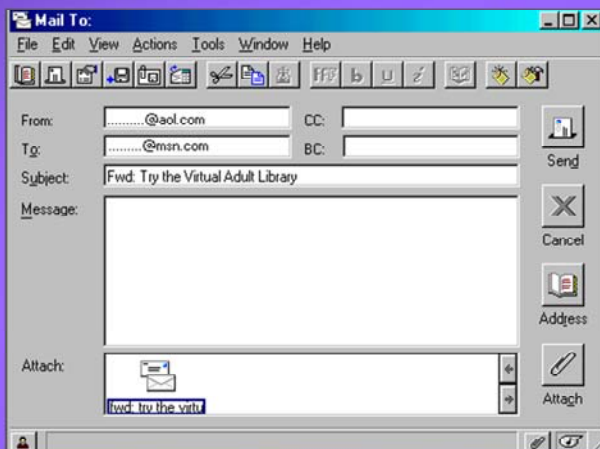 Mail To:
File Edit View Actions Tools Window Help
From: .........@aol.com CC:
To: .........@msn.com BC:
Subject: Fwd: Try the Virtual Adult Library
Message:
Send
Cancel
Address
Attach:
fwd: try the virtu
Attach